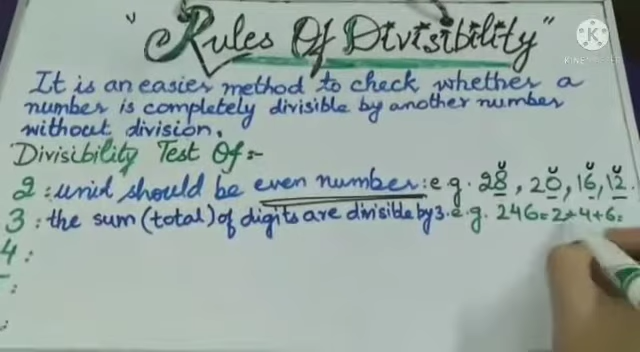 "Rules Of Divisibility"
It is an easier method to check whether a
number is completely divisible by another number
without division.
Divisibility Test Of:-
2: unit should be even number: e.g. 28, 20, 16, 12.
3: the sum (total) of digits are divisible by 3. e.g. 246=2+4+6=
4:
:
:
KINEMASTER